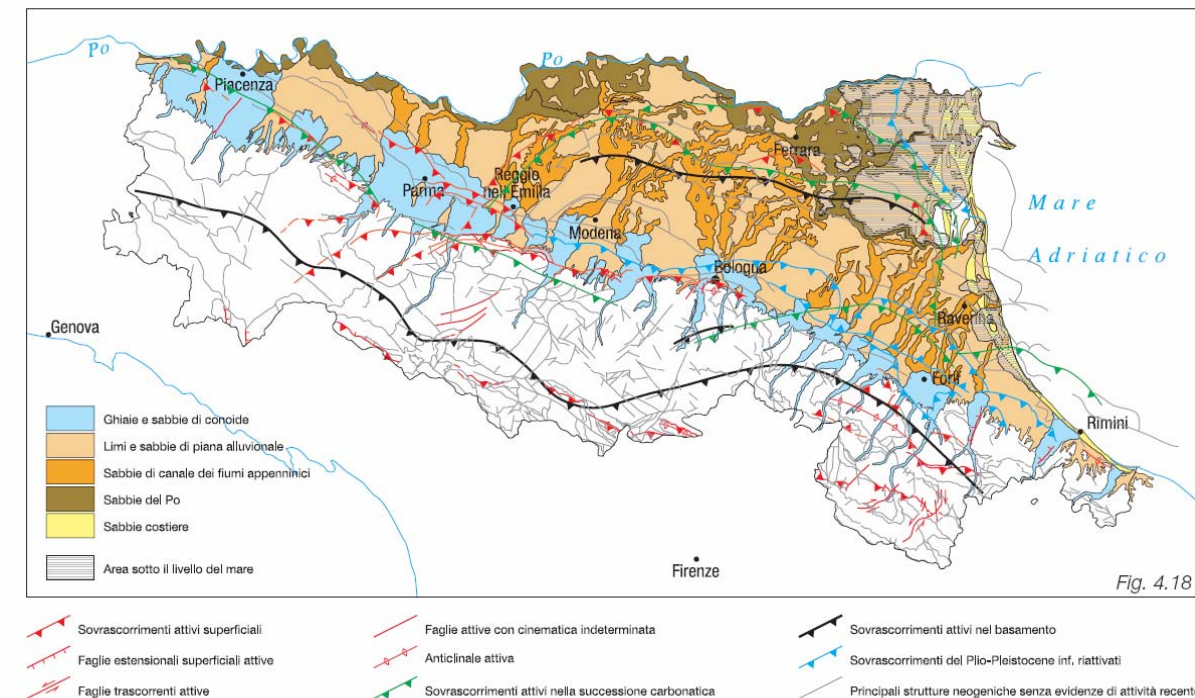 Po
Po
Piacenza
Ferrara
Parma
Reggio
nell'Emilia
Modena
Mare
Adriatico
Bologna
Genova
Ravenna
Forlì
Rimini
Ghiaie e sabbie di conoide
Limi e sabbie di piana alluvionale
Sabbie di canale dei fiumi appenninici
Sabbie del Po
Sabbie costiere
Area sotto il livello del mare
Firenze
Fig. 4.18
Sovrascorrimenti attivi superficiali
Faglie estensionali superficiali attive
Faglie trascorrenti attive
Faglie attive con cinematica indeterminata
Anticlinale attiva
Sovrascorrimenti attivi nella successione carbonatica
Sovrascorrimenti attivi nel basamento
Sovrascorrimenti del Plio-Pleistocene inf. riattivati
Principali strutture neogeniche senza evidenze di attività recente